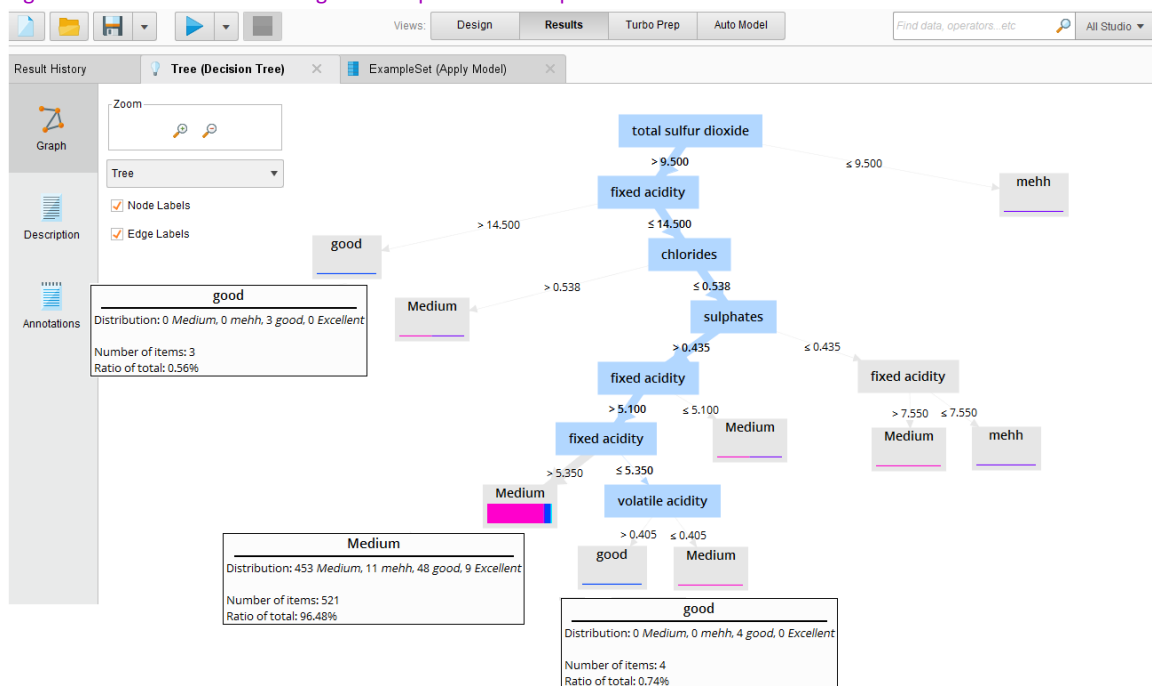 Views: Design Results Turbo Prep Auto Model Find data, operators...etc All Studio
Result History Tree (Decision Tree) ExampleSet (Apply Model)
Zoom
Graph
Tree
Node Labels
Edge Labels
Description
Annotations
total sulfur dioxide
> 9.500 ≤ 9.500
mehh
fixed acidity
> 14.500 ≤ 14.500
good
chlorides
> 0.538 ≤ 0.538
Medium
sulphates
> 0.435 ≤ 0.435
fixed acidity fixed acidity
> 5.100 ≤ 5.100 > 7.550 ≤ 7.550
Medium Medium mehh
fixed acidity
> 5.350 ≤ 5.350
Medium volatile acidity
> 0.405 ≤ 0.405
good Medium
good
Distribution: 0 Medium, 0 mehh, 3 good, 0 Excellent
Number of items: 3
Ratio of total: 0.56%
Medium
Distribution: 453 Medium, 11 mehh, 48 good, 9 Excellent
Number of items: 521
Ratio of total: 96.48%
good
Distribution: 0 Medium, 0 mehh, 4 good, 0 Excellent
Number of items: 4
Ratio of total: 0.74%